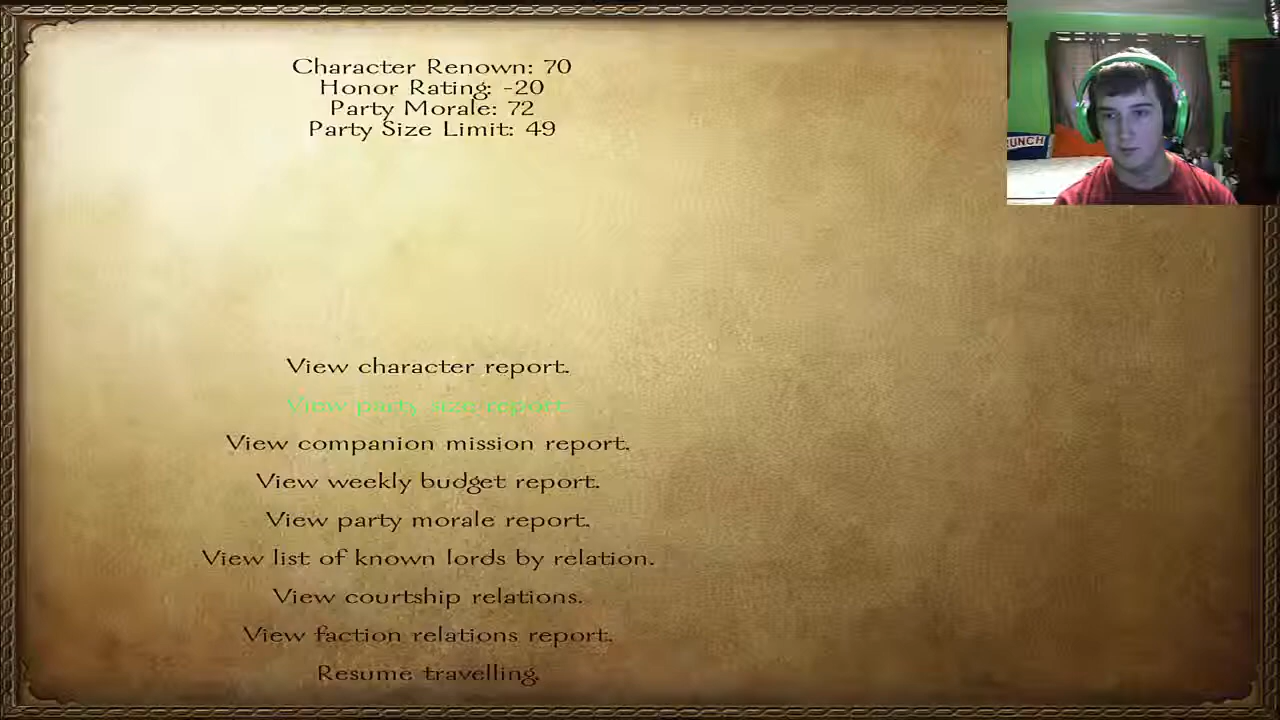 Character Renown: 70
Honor Rating: -20
Party Morale: 72
Party Size Limit: 49
UNCH
View character report.
View party size report.
View companion mission report.
View weekly budget report.
View party morale report.
View list of known lords by relation.
View courtship relations.
View faction relations report.
Resume travelling.